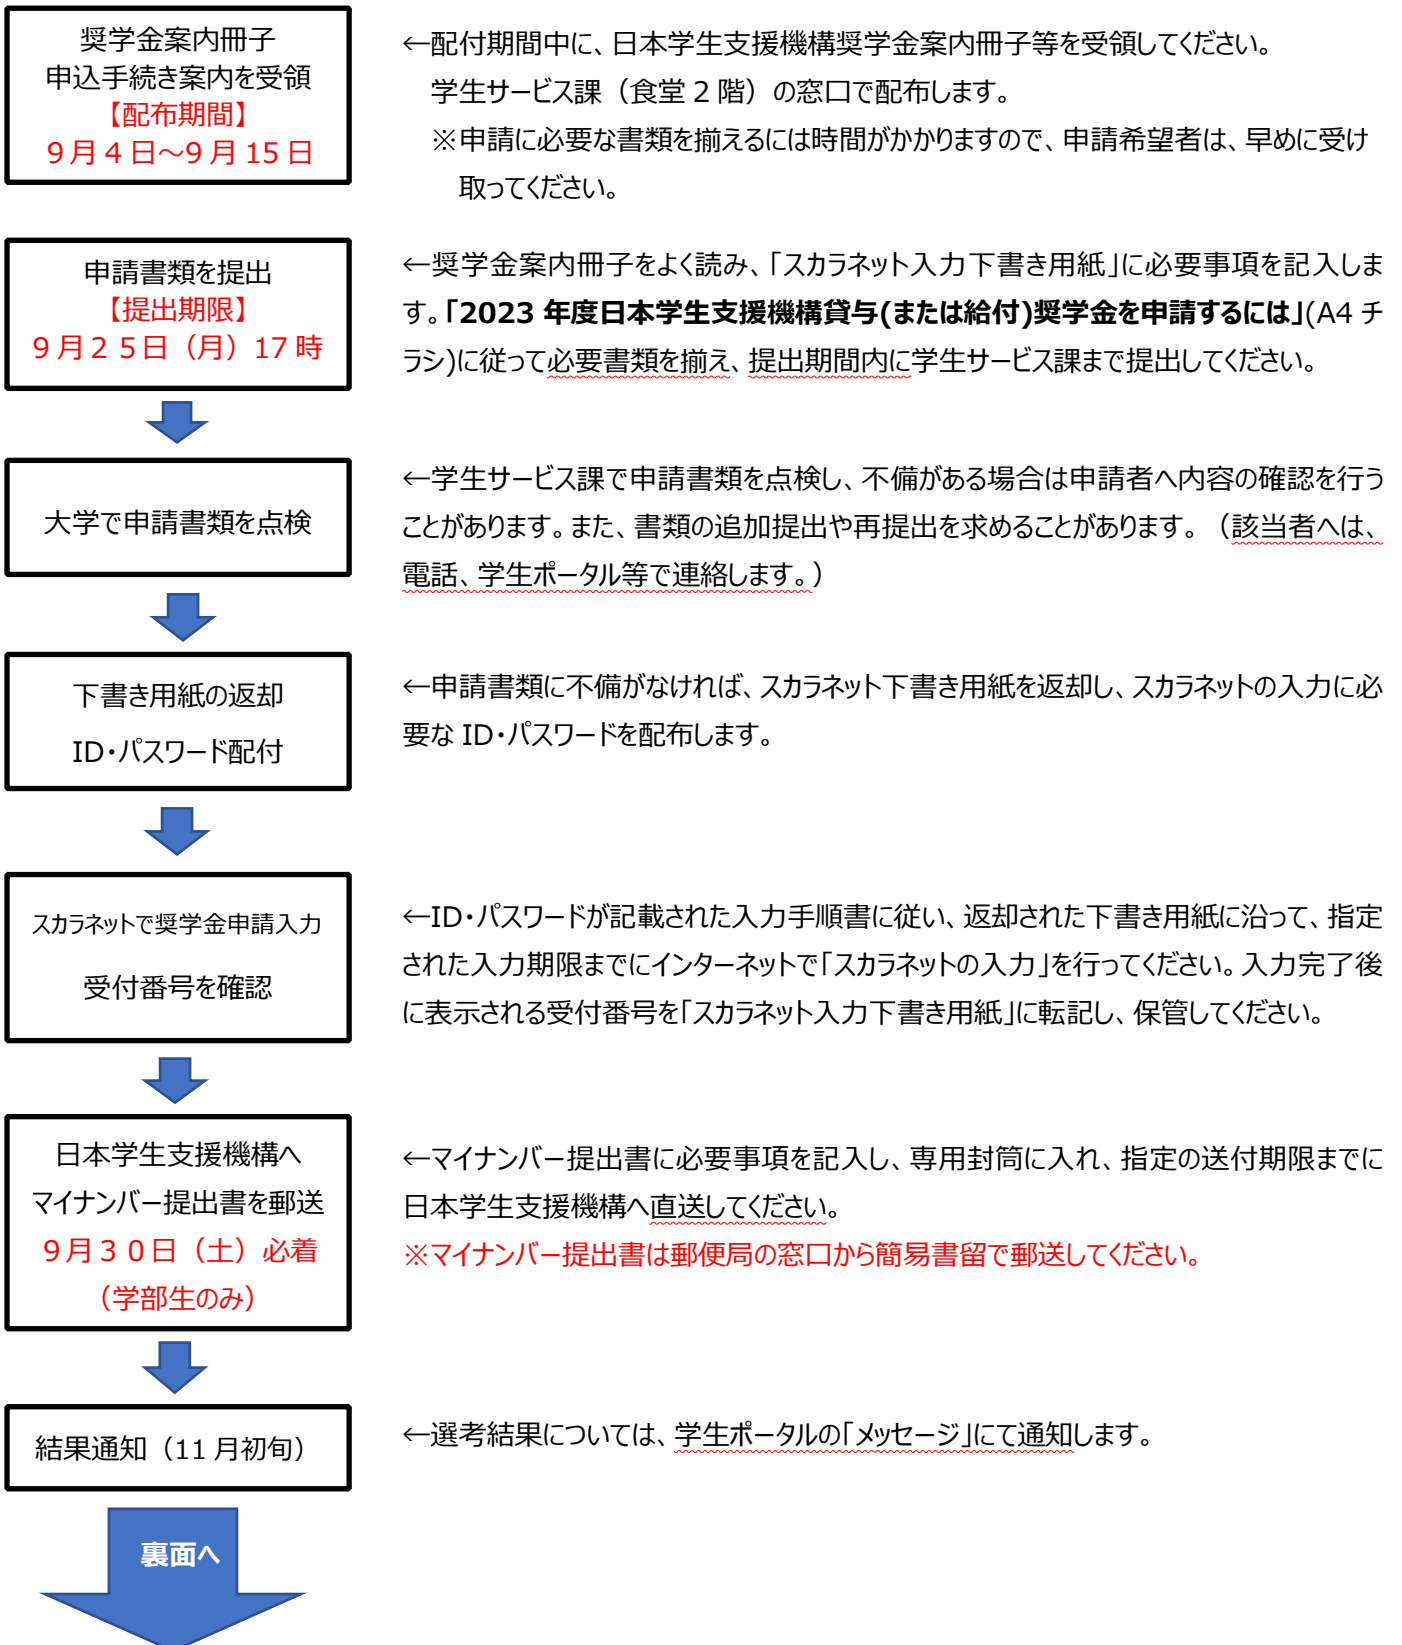 奨学金案内冊子
申込手続き案内を受領
【配布期間】
9月4日～9月15日
←配付期間中に、日本学生支援機構奨学金案内冊子等を受領してください。
学生サービス課（食堂2階）の窓口で配布します。
※申請に必要な書類を揃えるには時間がかかりますので、申請希望者は、早めに受け
取ってください。
申請書類を提出
【提出期限】
9月２５日（月）17時
←奨学金案内冊子をよく読み、「スカラネット入力下書き用紙」に必要事項を記入しま
す。「2023年度日本学生支援機構貸与(または給付)奨学金を申請するには」(A4チ
ラシ)に従って必要書類を揃え、提出期間内に学生サービス課まで提出してください。
大学で申請書類を点検
←学生サービス課で申請書類を点検し、不備がある場合は申請者へ内容の確認を行う
ことがあります。また、書類の追加提出や再提出を求めることがあります。（該当者へは、
電話、学生ポータル等で連絡します。）
下書き用紙の返却
ID・パスワード配付
←申請書類に不備がなければ、スカラネット下書き用紙を返却し、スカラネットの入力に必
要なID・パスワードを配布します。
スカラネットで奨学金申請入力
受付番号を確認
←ID・パスワードが記載された入力手順書に従い、返却された下書き用紙に沿って、指定
された入力期限までにインターネットで「スカラネットの入力」を行ってください。入力完了後
に表示される受付番号を「スカラネット入力下書き用紙」に転記し、保管してください。
日本学生支援機構へ
マイナンバー提出書を郵送
9月３０日（土）必着
（学部生のみ）
←マイナンバー提出書に必要事項を記入し、専用封筒に入れ、指定の送付期限までに
日本学生支援機構へ直送してください。
※マイナンバー提出書は郵便局の窓口から簡易書留で郵送してください。
結果通知（11月初旬）
←選考結果については、学生ポータルの「メッセージ」にて通知します。
裏面へ